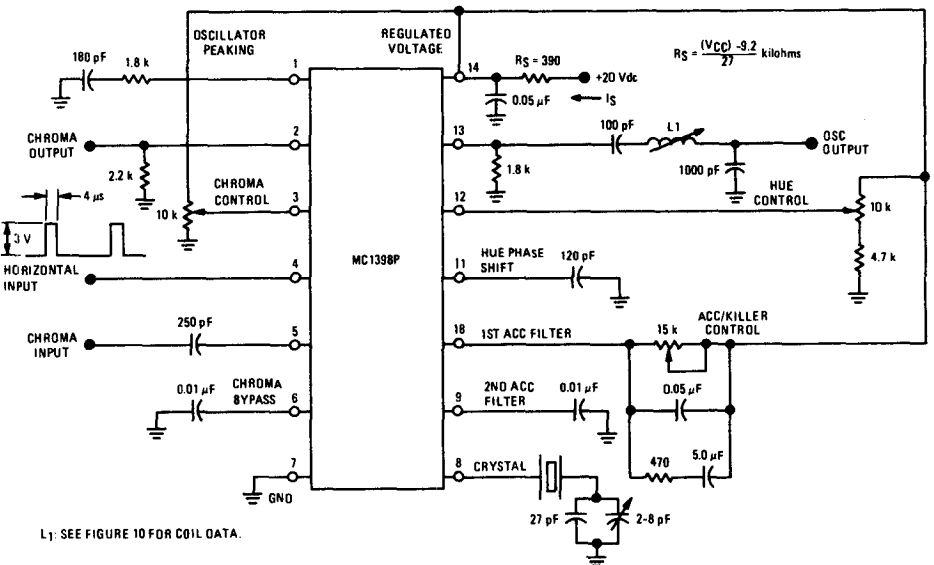 OSCILLATOR
PEAKING
REGULATED
VOLTAGE
RS = (VCC) -9.2 / 27 kilohms
180 pF
1.8 k
1
14
RS = 390
+20 Vdc
0.05 µF
IS
CHROMA
OUTPUT
2
2.2 k
13
100 pF
L1
OSC
OUTPUT
1.8 k
1000 pF
4 µs
3 V
CHROMA
CONTROL
10 k
3
12
HUE
CONTROL
10 k
4.7 k
MC1398P
HORIZONTAL
INPUT
4
11
HUE PHASE
SHIFT
120 pF
CHROMA
INPUT
250 pF
5
18
1ST ACC FILTER
15 k
ACC/KILLER
CONTROL
0.05 µF
470
5.0 µF
0.01 µF
CHROMA
BYPASS
6
9
2ND ACC
FILTER
0.01 µF
7
GND
8
CRYSTAL
27 pF
2-8 pF
L1: SEE FIGURE 10 FOR COIL DATA.